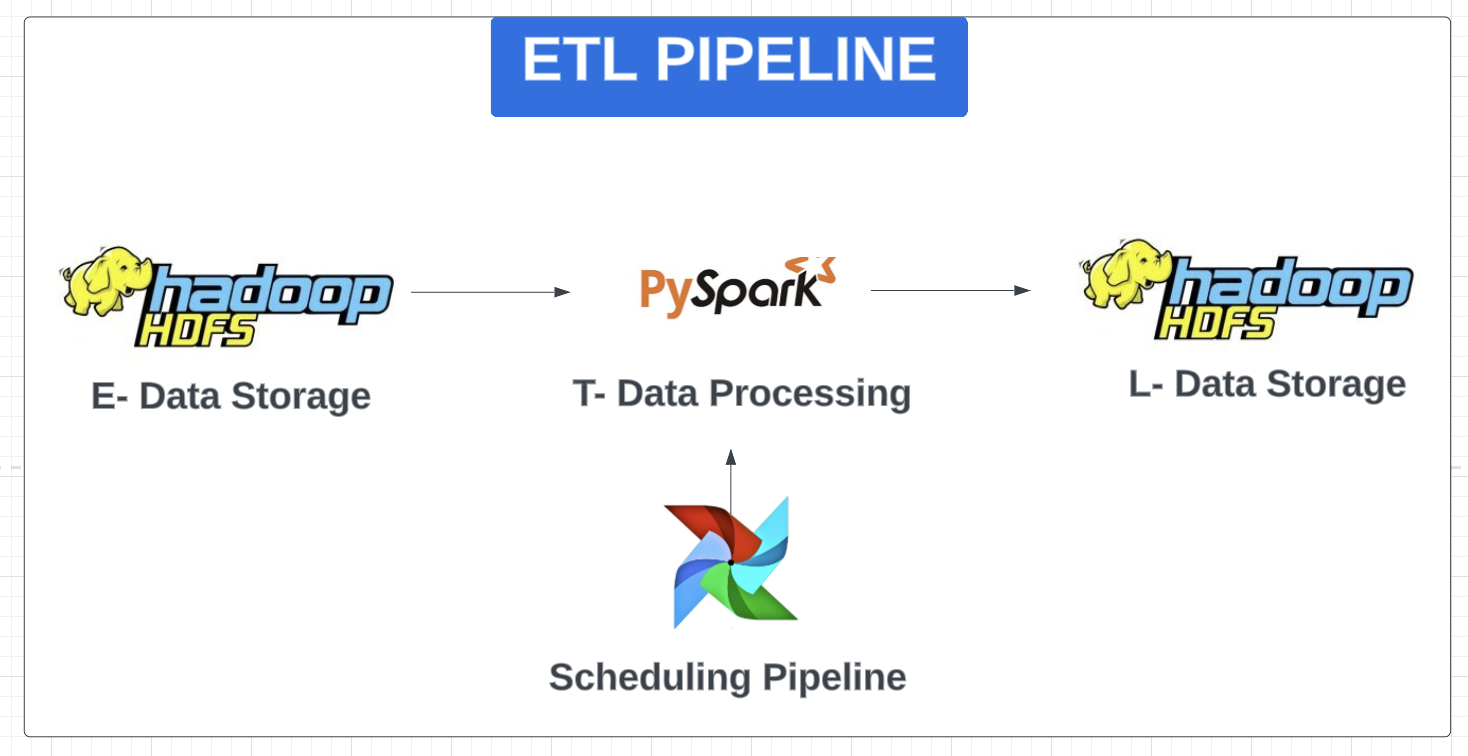 ETL PIPELINE
hadoop
HDFS
PySpark
hadoop
HDFS
E- Data Storage
T- Data Processing
L- Data Storage
Scheduling Pipeline